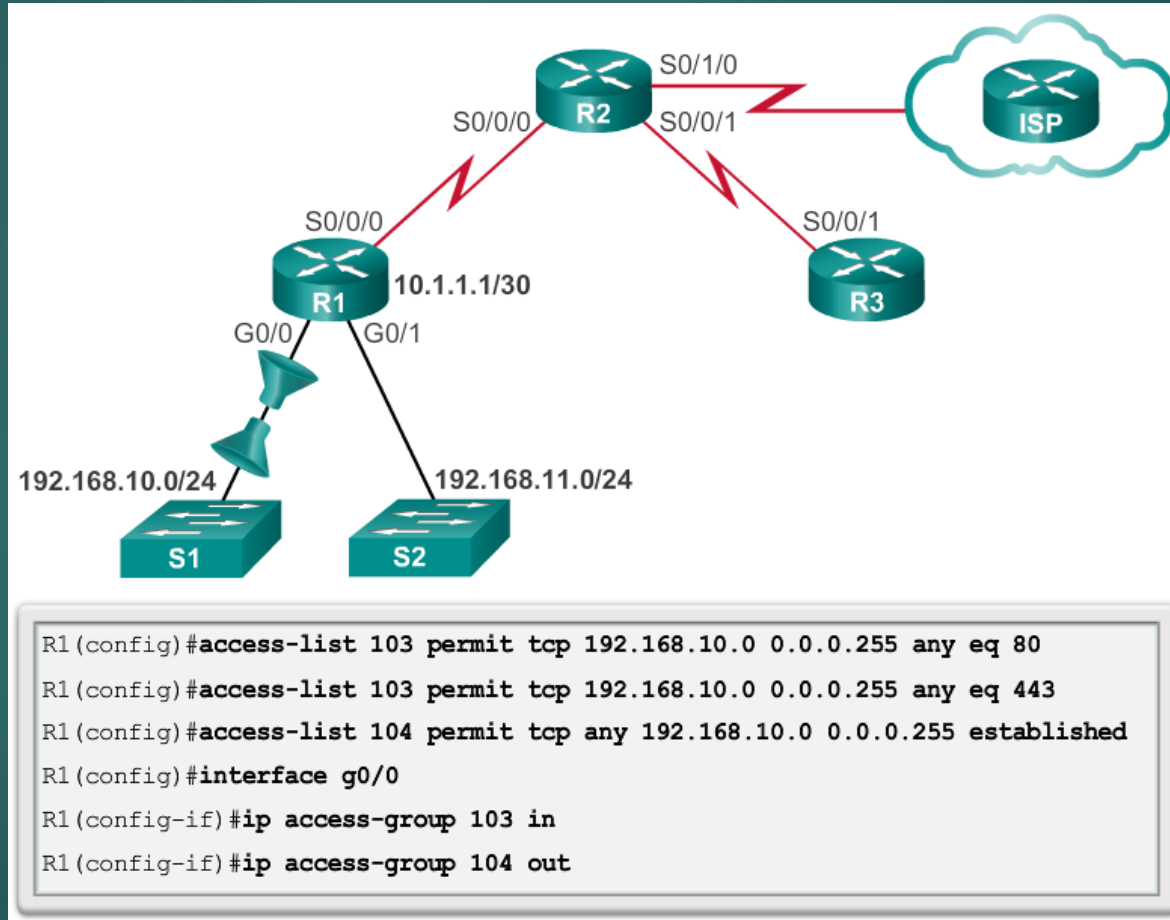 S0/1/0
R2
ISP
S0/0/0
S0/0/1
S0/0/0
S0/0/1
R1
10.1.1.1/30
R3
G0/0
G0/1
192.168.10.0/24
192.168.11.0/24
S1
S2
R1(config)#access-list 103 permit tcp 192.168.10.0 0.0.0.255 any eq 80
R1(config)#access-list 103 permit tcp 192.168.10.0 0.0.0.255 any eq 443
R1(config)#access-list 104 permit tcp any 192.168.10.0 0.0.0.255 established
R1(config)#interface g0/0
R1(config-if)#ip access-group 103 in
R1(config-if)#ip access-group 104 out